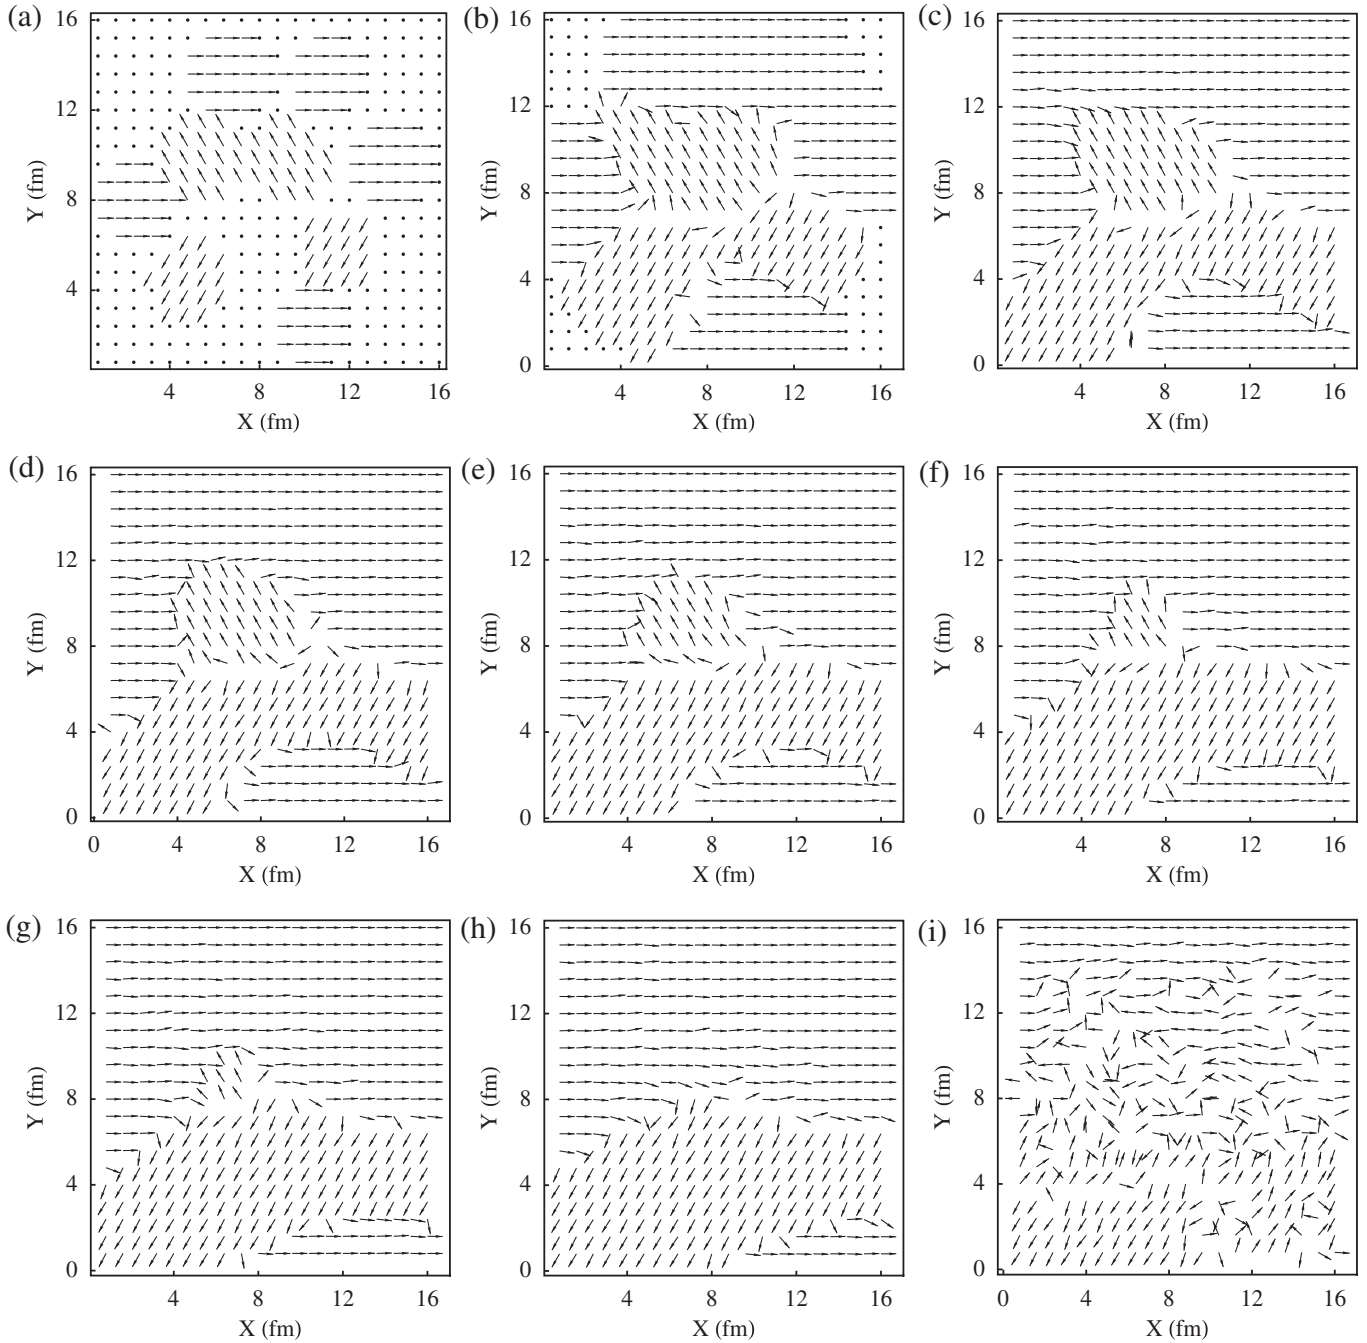 (a) (b) (c)
16 16 16
12 12 12
Y (fm) Y (fm) Y (fm)
8 8 8
4 4 4
0 0
4 8 12 16 4 8 12 16 4 8 12 16
X (fm) X (fm) X (fm)
(d) (e) (f)
16 16 16
12 12 12
Y (fm) Y (fm) Y (fm)
8 8 8
4 4 4
0 0 0
0 4 8 12 16 4 8 12 16 4 8 12 16
X (fm) X (fm) X (fm)
(g) (h) (i)
16 16 16
12 12 12
Y (fm) Y (fm) Y (fm)
8 8 8
4 4 4
0 0 0
4 8 12 16 4 8 12 16 0 4 8 12 16
X (fm) X (fm) X (fm)